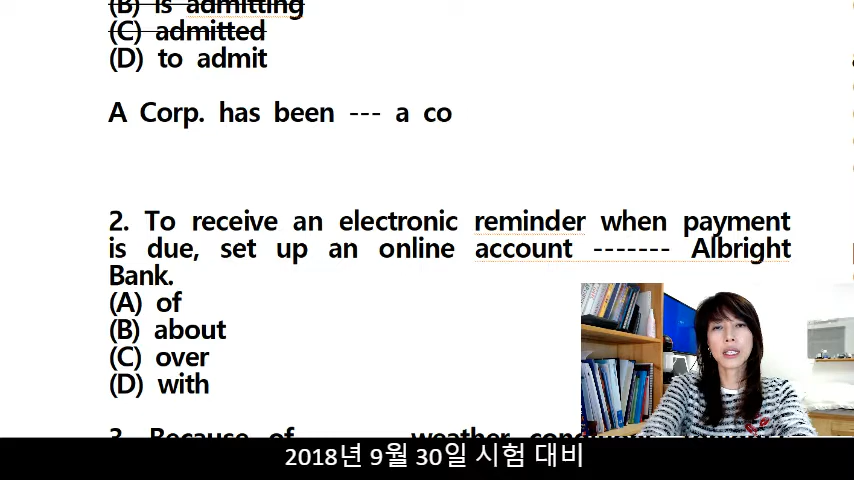 (B) is admitting
(C) admitted
(D) to admit
A Corp. has been --- a co
2. To receive an electronic reminder when payment
is due, set up an online account ------- Albright
Bank.
(A) of
(B) about
(C) over
(D) with
3. Because of weather
2018년 9월 30일 시험 대비